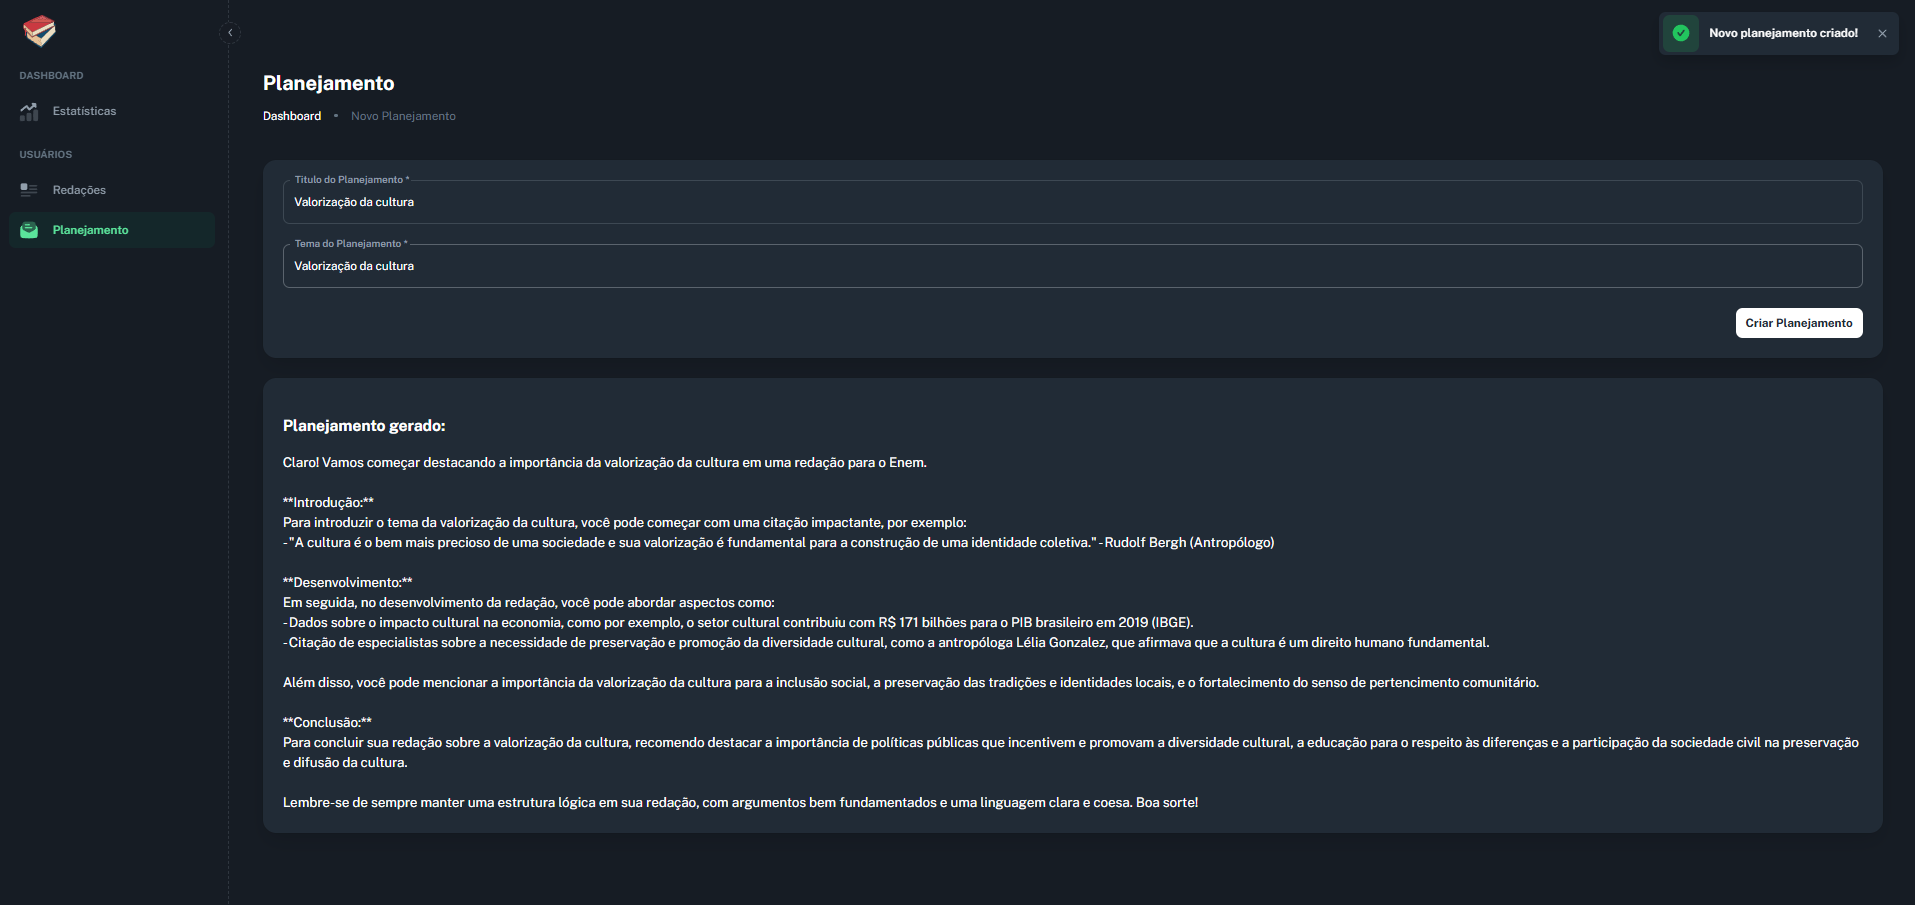 Novo planejamento criado!
DASHBOARD
Estatísticas
USUÁRIOS
Redações
Planejamento
Planejamento
Dashboard • Novo Planejamento
Titulo do Planejamento *
Valorização da cultura
Tema do Planejamento *
Valorização da cultura
Criar Planejamento
Planejamento gerado:
Claro! Vamos começar destacando a importância da valorização da cultura em uma redação para o Enem.
**Introdução:**
Para introduzir o tema da valorização da cultura, você pode começar com uma citação impactante, por exemplo:
- "A cultura é o bem mais precioso de uma sociedade e sua valorização é fundamental para a construção de uma identidade coletiva." - Rudolf Bergh (Antropólogo)
**Desenvolvimento:**
Em seguida, no desenvolvimento da redação, você pode abordar aspectos como:
- Dados sobre o impacto cultural na economia, como por exemplo, o setor cultural contribuiu com R$ 171 bilhões para o PIB brasileiro em 2019 (IBGE).
- Citação de especialistas sobre a necessidade de preservação e promoção da diversidade cultural, como a antropóloga Lélia Gonzalez, que afirmava que a cultura é um direito humano fundamental.
Além disso, você pode mencionar a importância da valorização da cultura para a inclusão social, a preservação das tradições e identidades locais, e o fortalecimento do senso de pertencimento comunitário.
**Conclusão:**
Para concluir sua redação sobre a valorização da cultura, recomendo destacar a importância de políticas públicas que incentivem e promovam a diversidade cultural, a educação para o respeito às diferenças e a participação da sociedade civil na preservação
e difusão da cultura.
Lembre-se de sempre manter uma estrutura lógica em sua redação, com argumentos bem fundamentados e uma linguagem clara e coesa. Boa sorte!